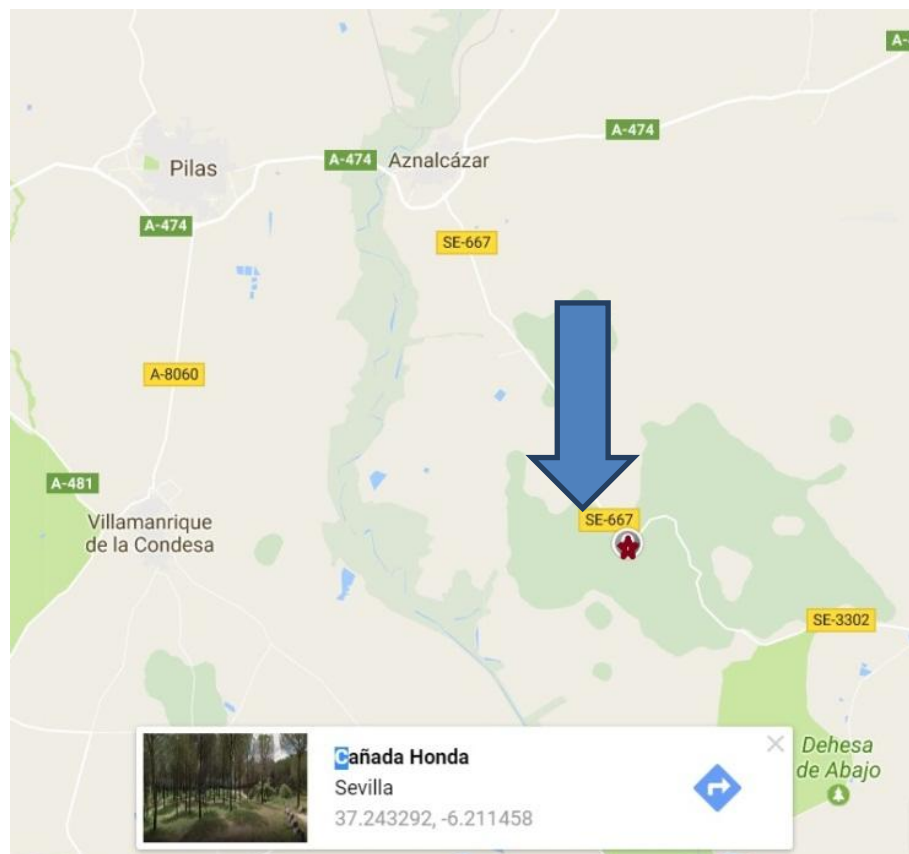 A-
A-474
A-474
Aznalcázar
Pilas
A-474
SE-667
A-8060
A-481
Villamanrique
de la Condesa
SE-667
SE-3302
Dehesa
de Abajo
Cañada Honda
Sevilla
37.243292, -6.211458